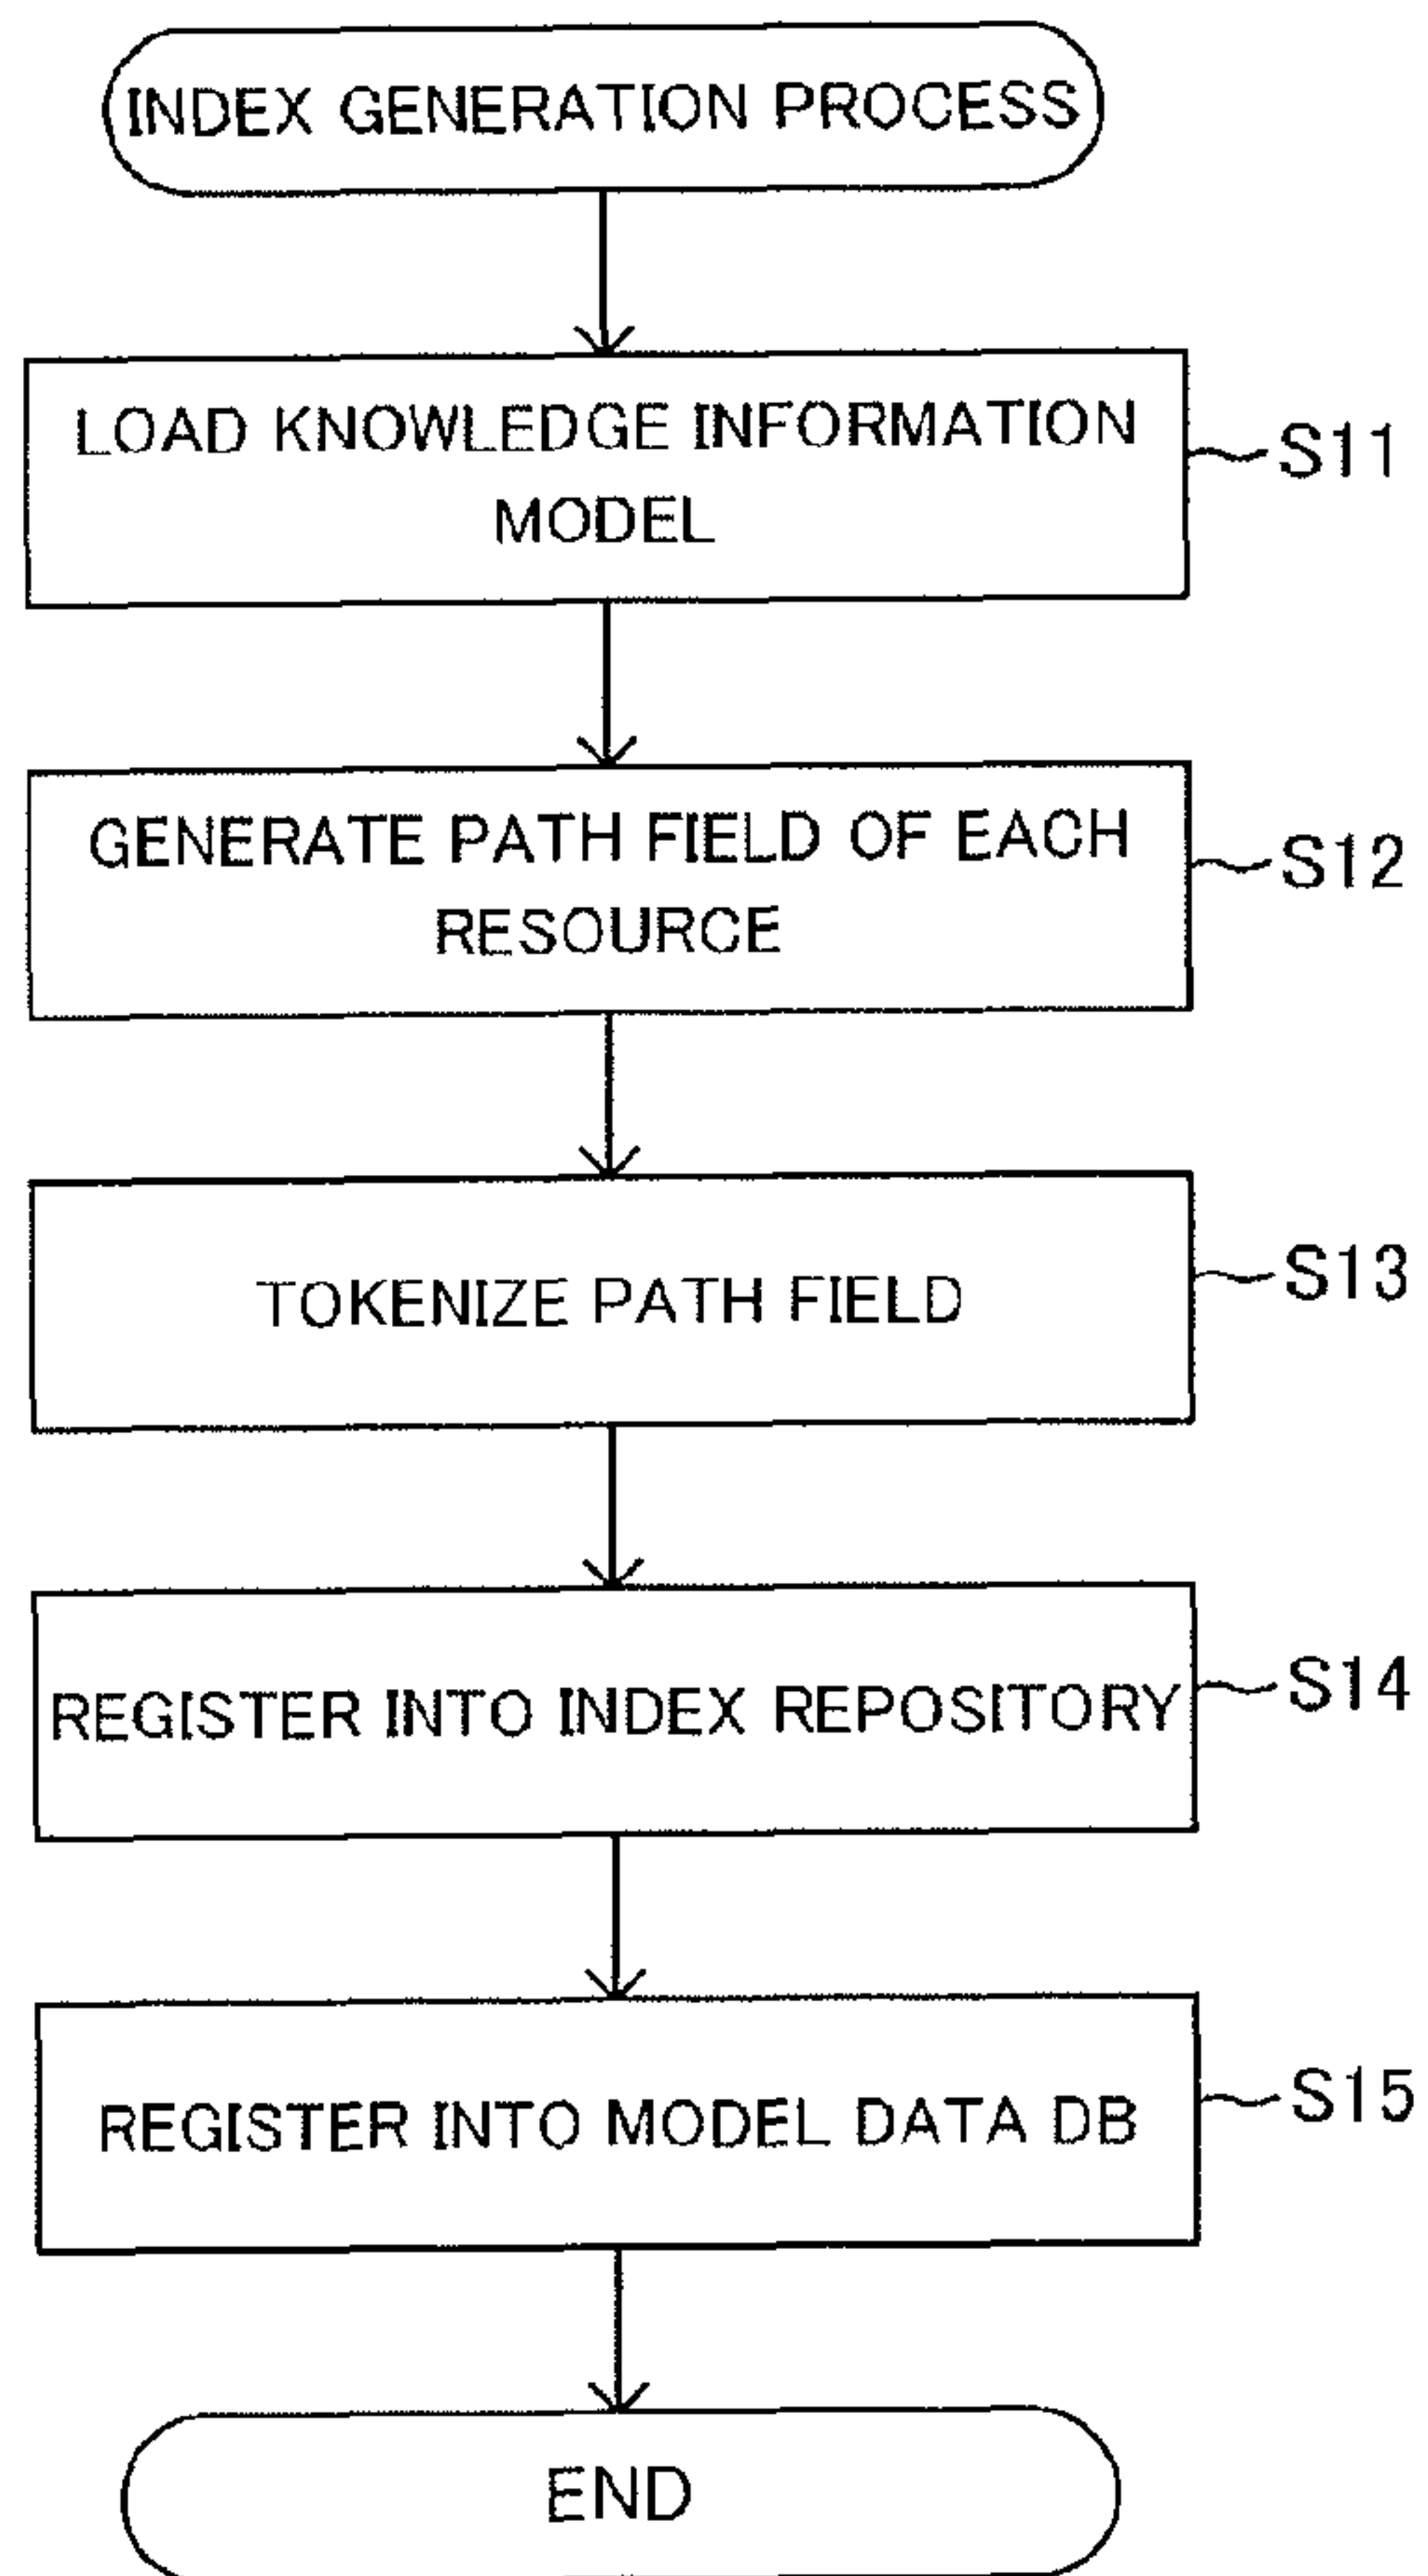 INDEX GENERATION PROCESS
LOAD KNOWLEDGE INFORMATION
MODEL
S11
GENERATE PATH FIELD OF EACH
RESOURCE
S12
TOKENIZE PATH FIELD
S13
REGISTER INTO INDEX REPOSITORY
S14
REGISTER INTO MODEL DATA DB
S15
END